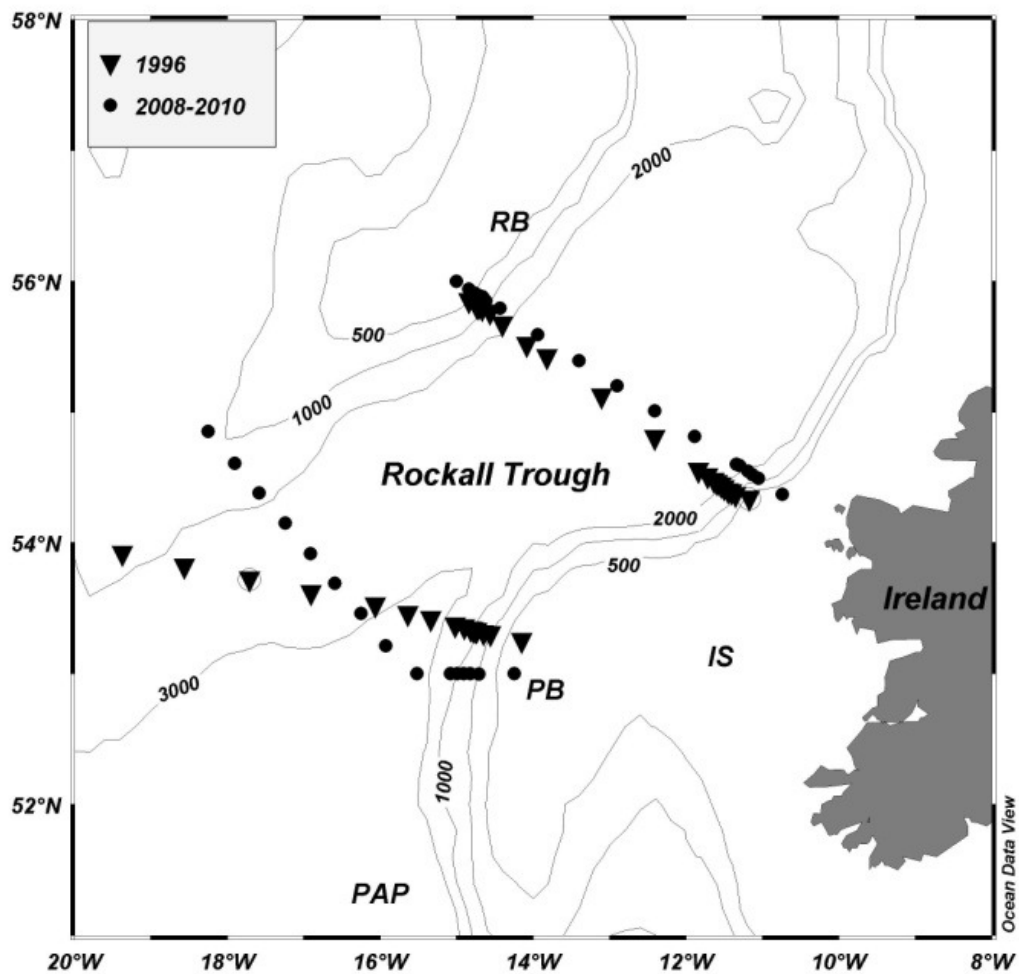 58°N
1996
2008-2010
2000
RB
56°N
500
1000
Rockall Trough
2000
54°N
500
Ireland
IS
3000
PB
1000
52°N
PAP
Ocean Data View
20°W
18°W
16°W
14°W
12°W
10°W
8°W